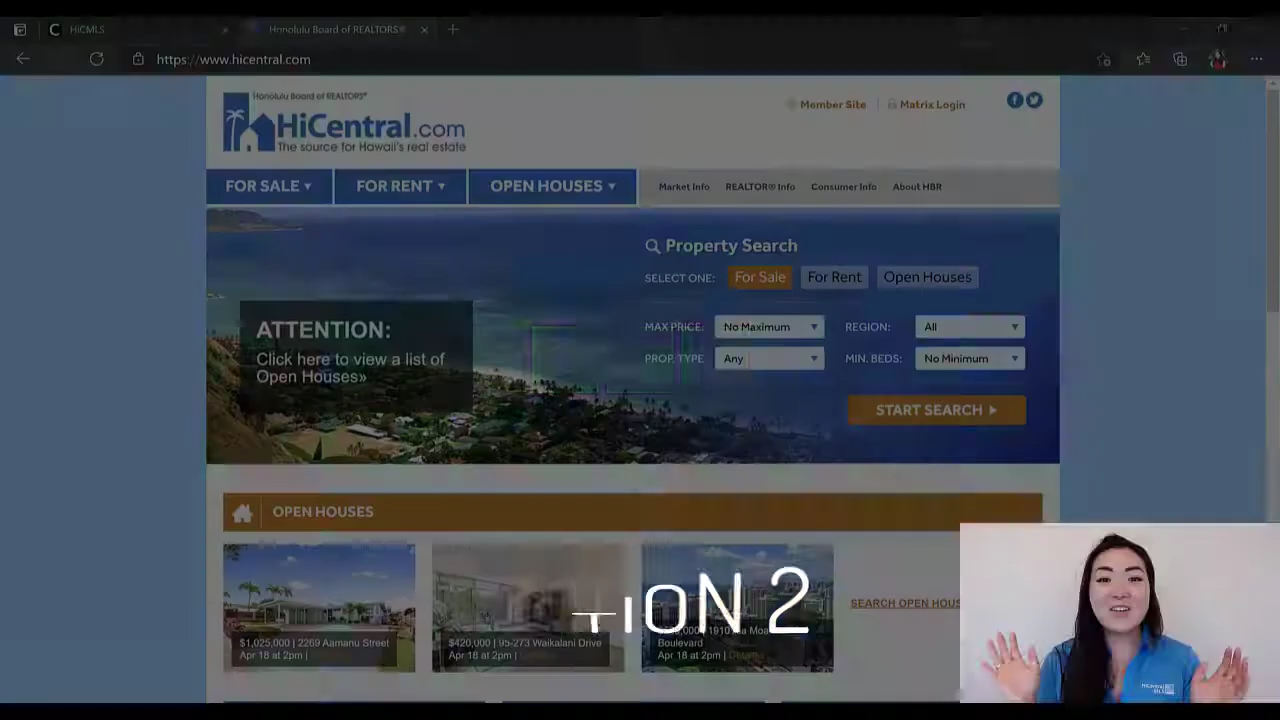 HiCMLS
Honolulu Board of REALTORS®
https://www.hicentral.com
Honolulu Board of REALTORS®
HiCentral.com
The source for Hawaii's real estate
Member Site
Matrix Login
FOR SALE
FOR RENT
OPEN HOUSES
Market Info
REALTOR® Info
Consumer Info
About HBR
Property Search
SELECT ONE:
For Sale
For Rent
Open Houses
ATTENTION:
Click here to view a list of
Open Houses»
MAX PRICE:
No Maximum
REGION:
All
PROP. TYPE
Any
MIN. BEDS:
No Minimum
START SEARCH
OPEN HOUSES
TION 2
$1,025,000 | 2269 Aamanu Street
Apr 18 at 2pm |
$420,000 | 95-273 Waikalani Drive
Apr 18 at 2pm |
Boulevard
Apr 18 at 2pm |
SEARCH OPEN HOUS